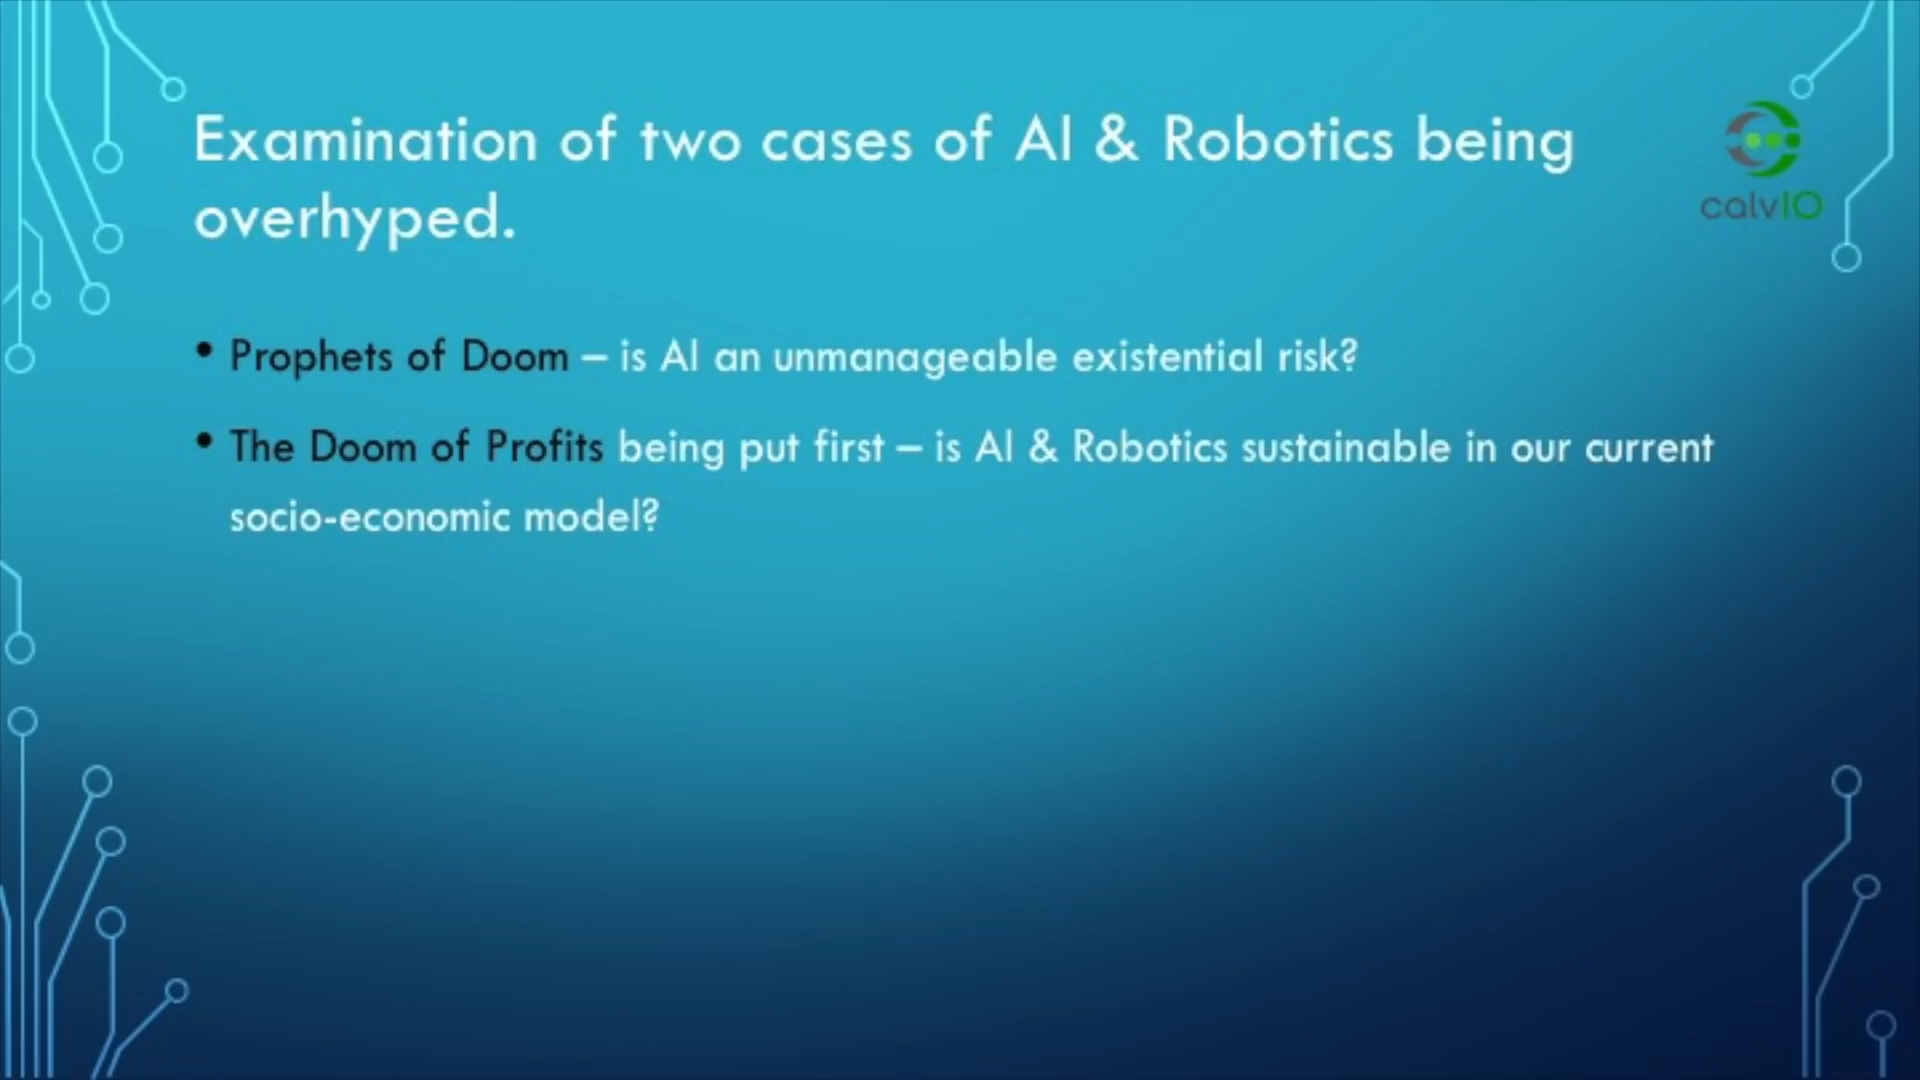 Examination of two cases of AI & Robotics being
overhyped.
calvIO
• Prophets of Doom – is AI an unmanageable existential risk?
• The Doom of Profits being put first – is AI & Robotics sustainable in our current
socio-economic model?